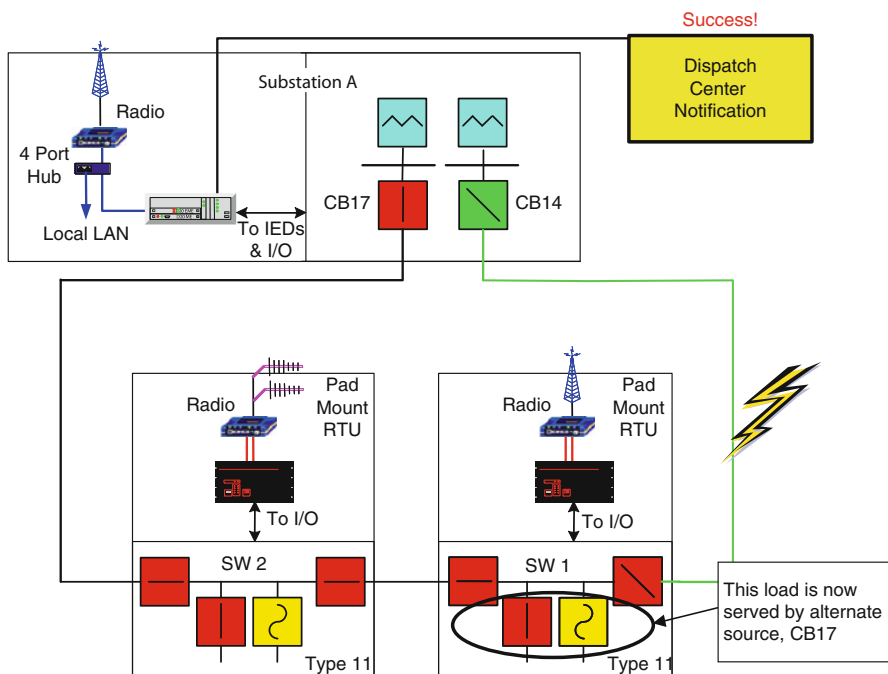 Success!
Dispatch
Center
Notification
Substation A
Radio
4 Port
Hub
Local LAN
To IEDs
& I/O
CB17
CB14
Radio
Pad
Mount
RTU
To I/O
SW 2
Type 11
Radio
Pad
Mount
RTU
To I/O
SW 1
Type 11
This load is now
served by alternate
source, CB17